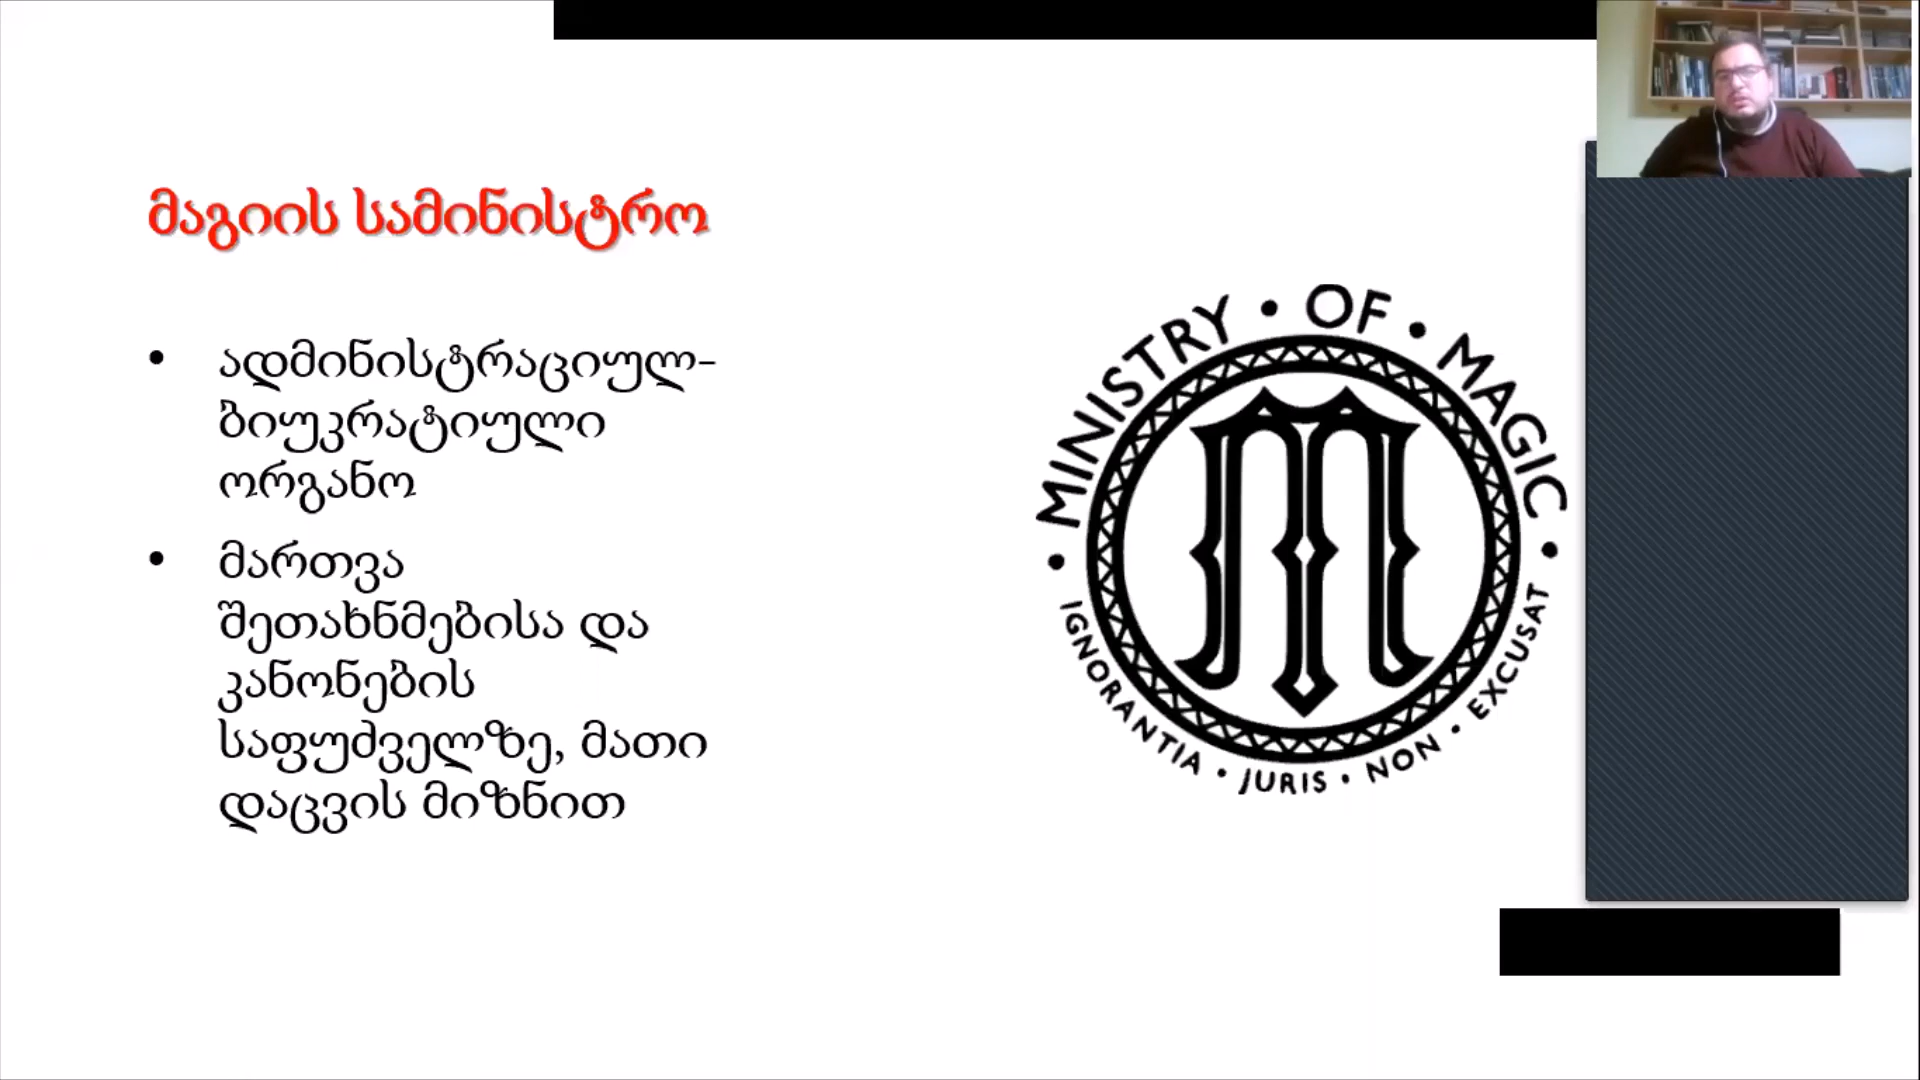 მაგიის სამინისტრო
• ადმინისტრაციულ-
ბიუკრატიული
ორგანო
• მართვა
შეთახნმებისა და
კანონების
საფუძველზე, მათი
დაცვის მიზნით
• MINISTRY • OF • MAGIC •
IGNORANTIA • JURIS • NON • EXCUSAT
M